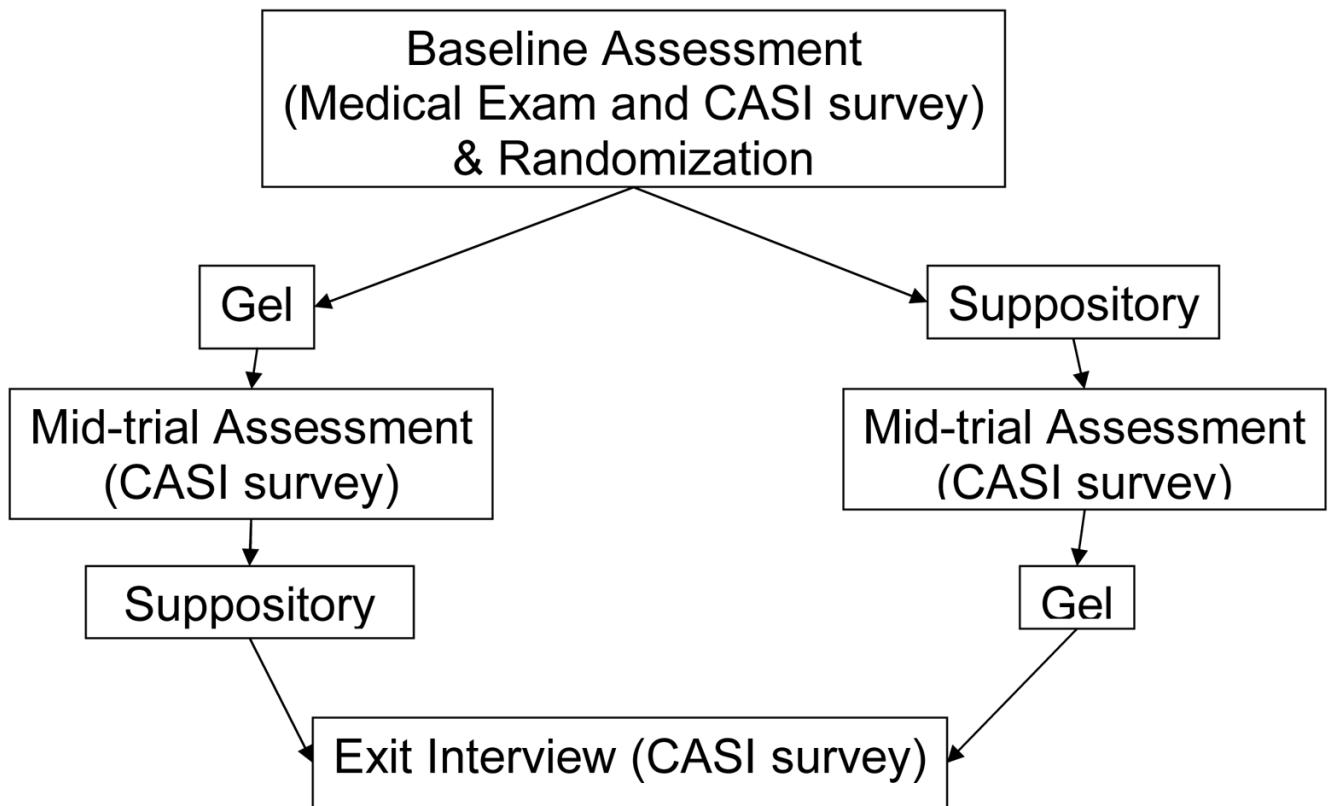 Baseline Assessment
(Medical Exam and CASI survey)
& Randomization
Gel
Suppository
Mid-trial Assessment
(CASI survey)
Mid-trial Assessment
(CASI survey)
Suppository
Gel
Exit Interview (CASI survey)